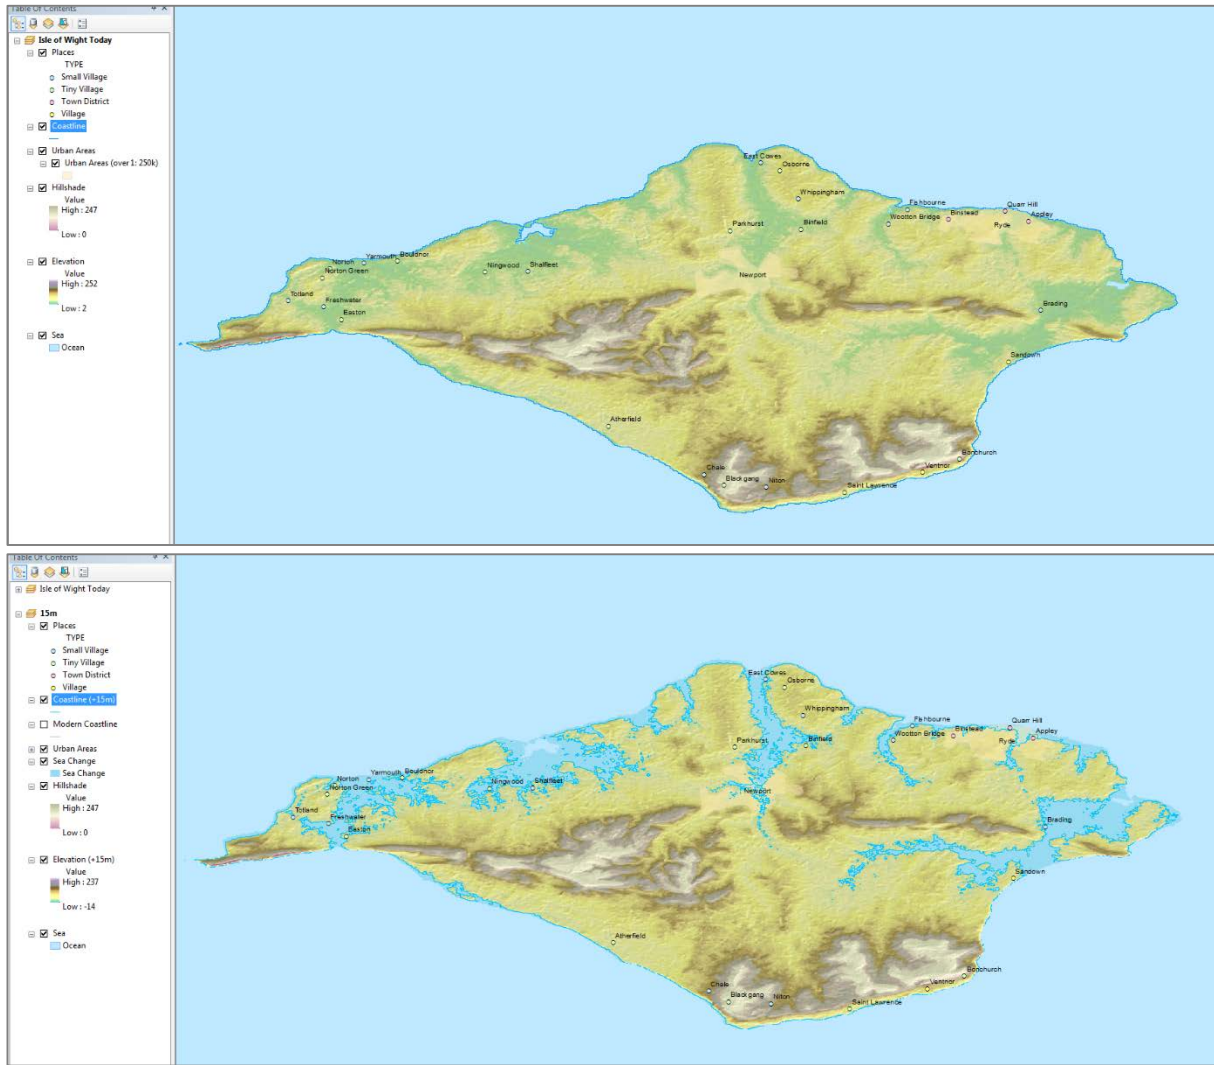 Table Of Contents
Isle of Wight Today
Places
TYPE
Small Village
Tiny Village
Town District
Village
Coastline
Urban Areas
Urban Areas (over 1: 250k)
Hillshade
Value
High : 247
Low : 0
Elevation
Value
High : 252
Low : 2
Sea
Ocean
East Cowes
Osborne
Whippingham
Fishbourne
Quarr Hill
Wootton Bridge
Binstead
Appley
Ryde
Parkhurst
Binfield
Norton
Yarmouth
Bouldnor
Norton Green
Ningwood
Shalfleet
Newport
Totland
Freshwater
Easton
Brading
Sandown
Atherfield
Chale
Blackgang
Niton
Saint Lawrence
Ventnor
Bonchurch
Table Of Contents
Isle of Wight Today
15m
Places
TYPE
Small Village
Tiny Village
Town District
Village
Coastline (+15m)
Modern Coastline
Urban Areas
Sea Change
Sea Change
Hillshade
Value
High : 247
Low : 0
Elevation (+15m)
Value
High : 237
Low : -14
Sea
Ocean
East Cowes
Osborne
Whippingham
Fishbourne
Quarr Hill
Wootton Bridge
Binstead
Appley
Ryde
Parkhurst
Binfield
Norton
Yarmouth
Bouldnor
Norton Green
Ningwood
Shalfleet
Newport
Totland
Freshwater
Easton
Brading
Sandown
Atherfield
Chale
Blackgang
Niton
Saint Lawrence
Ventnor
Bonchurch